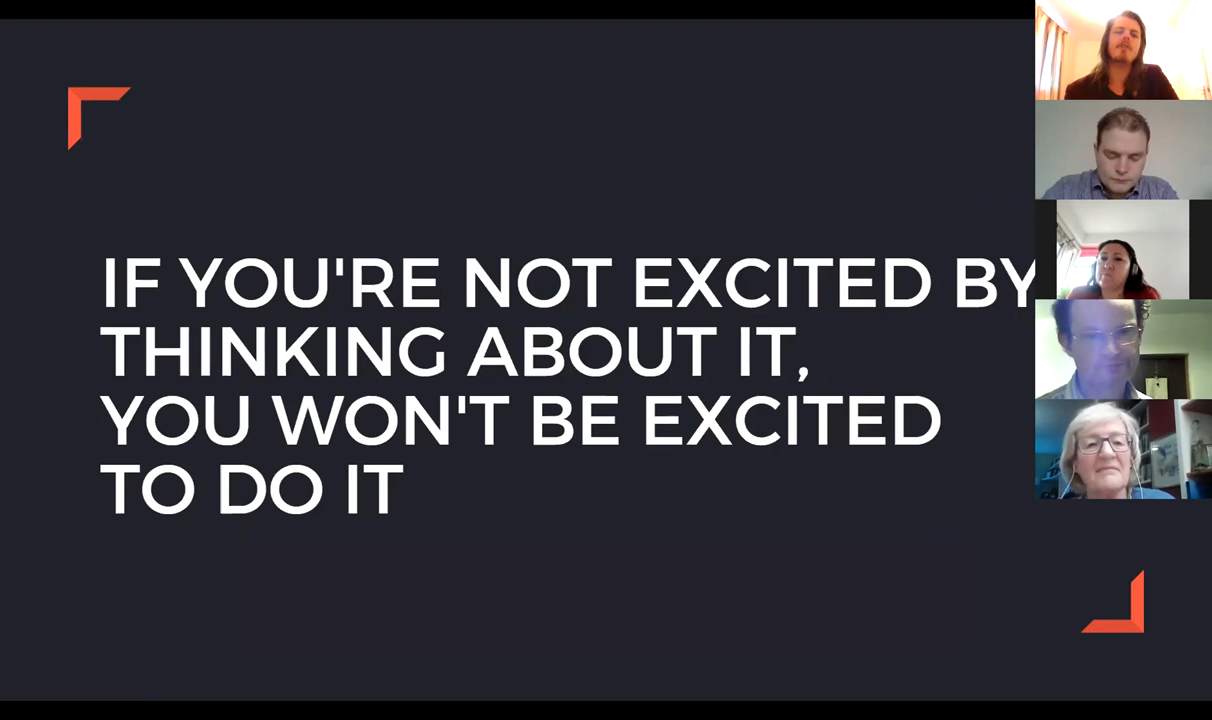 IF YOU'RE NOT EXCITED BY
THINKING ABOUT IT,
YOU WON'T BE EXCITED
TO DO IT